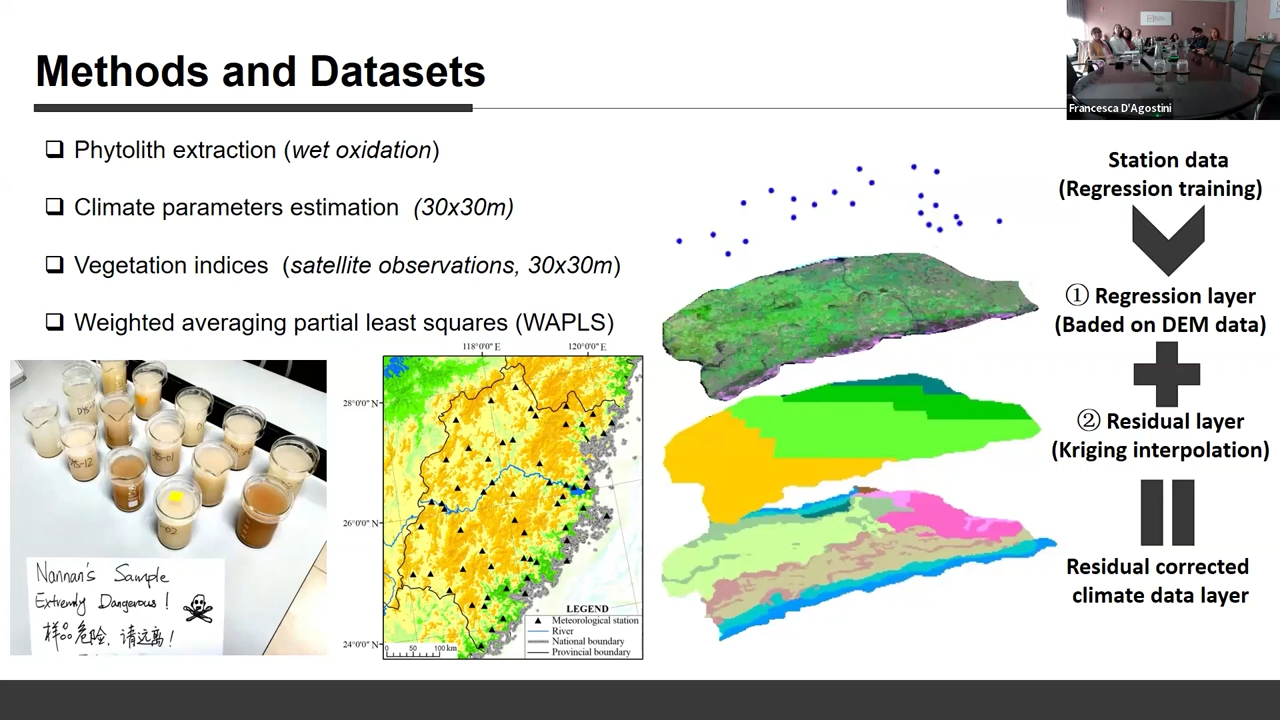 Methods and Datasets
Francesca D'Agostini
Phytolith extraction (wet oxidation)
Climate parameters estimation (30x30m)
Vegetation indices (satellite observations, 30x30m)
Weighted averaging partial least squares (WAPLS)
Station data
(Regression training)
① Regression layer
(Baded on DEM data)
② Residual layer
(Kriging interpolation)
Residual corrected
climate data layer
118°0'0" E
120°0'0" E
28°0'0" N
26°0'0" N
24°0'0" N
LEGEND
Meteorological station
River
National boundary
Provincial boundary
0 50 100 km
02
Nannan's Sample
Extremely Dangerous!
样品危险,请远离!